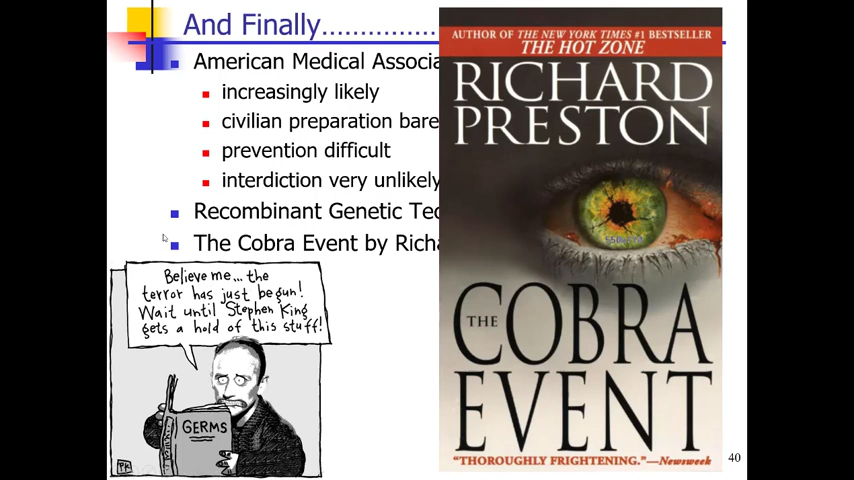 And Finally.................
American Medical Associa
increasingly likely
civilian preparation bare
prevention difficult
interdiction very unlikely
Recombinant Genetic Tec
The Cobra Event by Richa
Believe me... the
terror has just begun!
Wait until Stephen King
gets a hold of this stuff!
GERMS
PK
AUTHOR OF THE NEW YORK TIMES #1 BESTSELLER
THE HOT ZONE
RICHARD
PRESTON
THE
COBRA
EVENT
"THOROUGHLY FRIGHTENING."—Newsweek
40